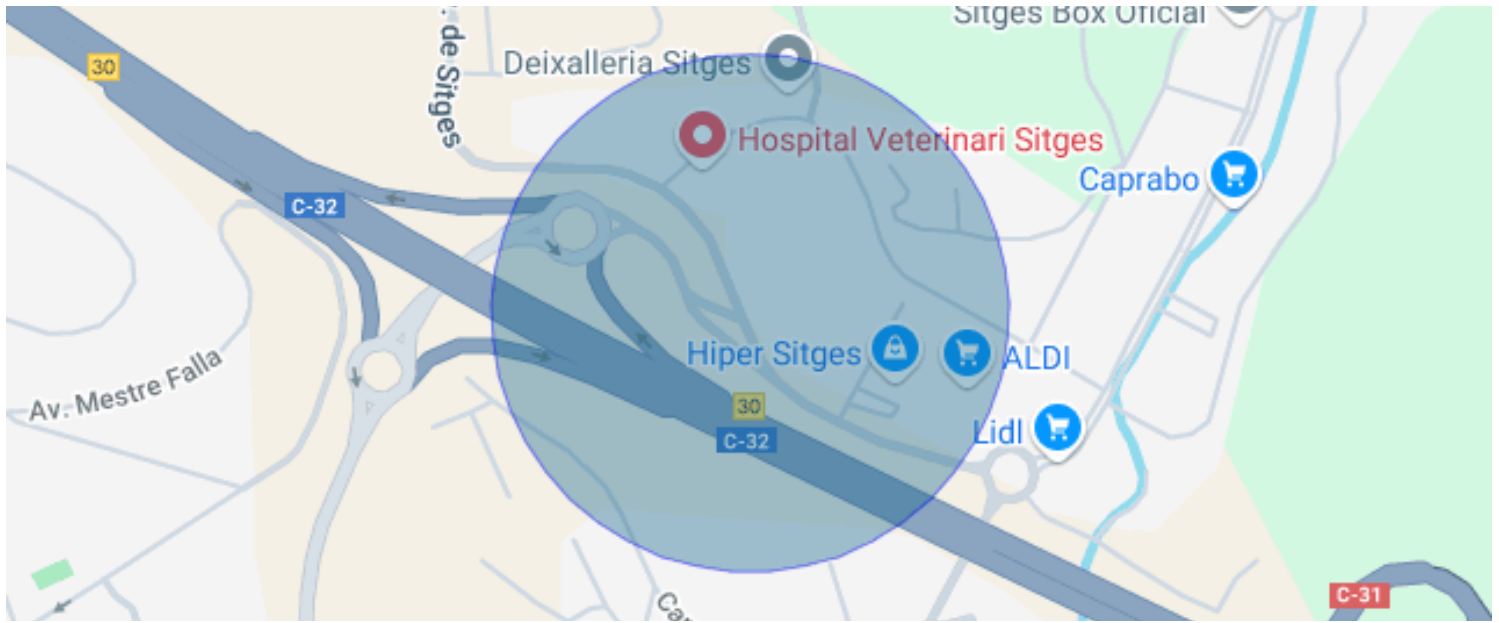 Sitges Box Oficial
. de Sitges
Deixalleria Sitges
30
Hospital Veterinari Sitges
Caprabo
C-32
Hiper Sitges
ALDI
Av. Mestre Falla
30
C-32
Lidl
C-31